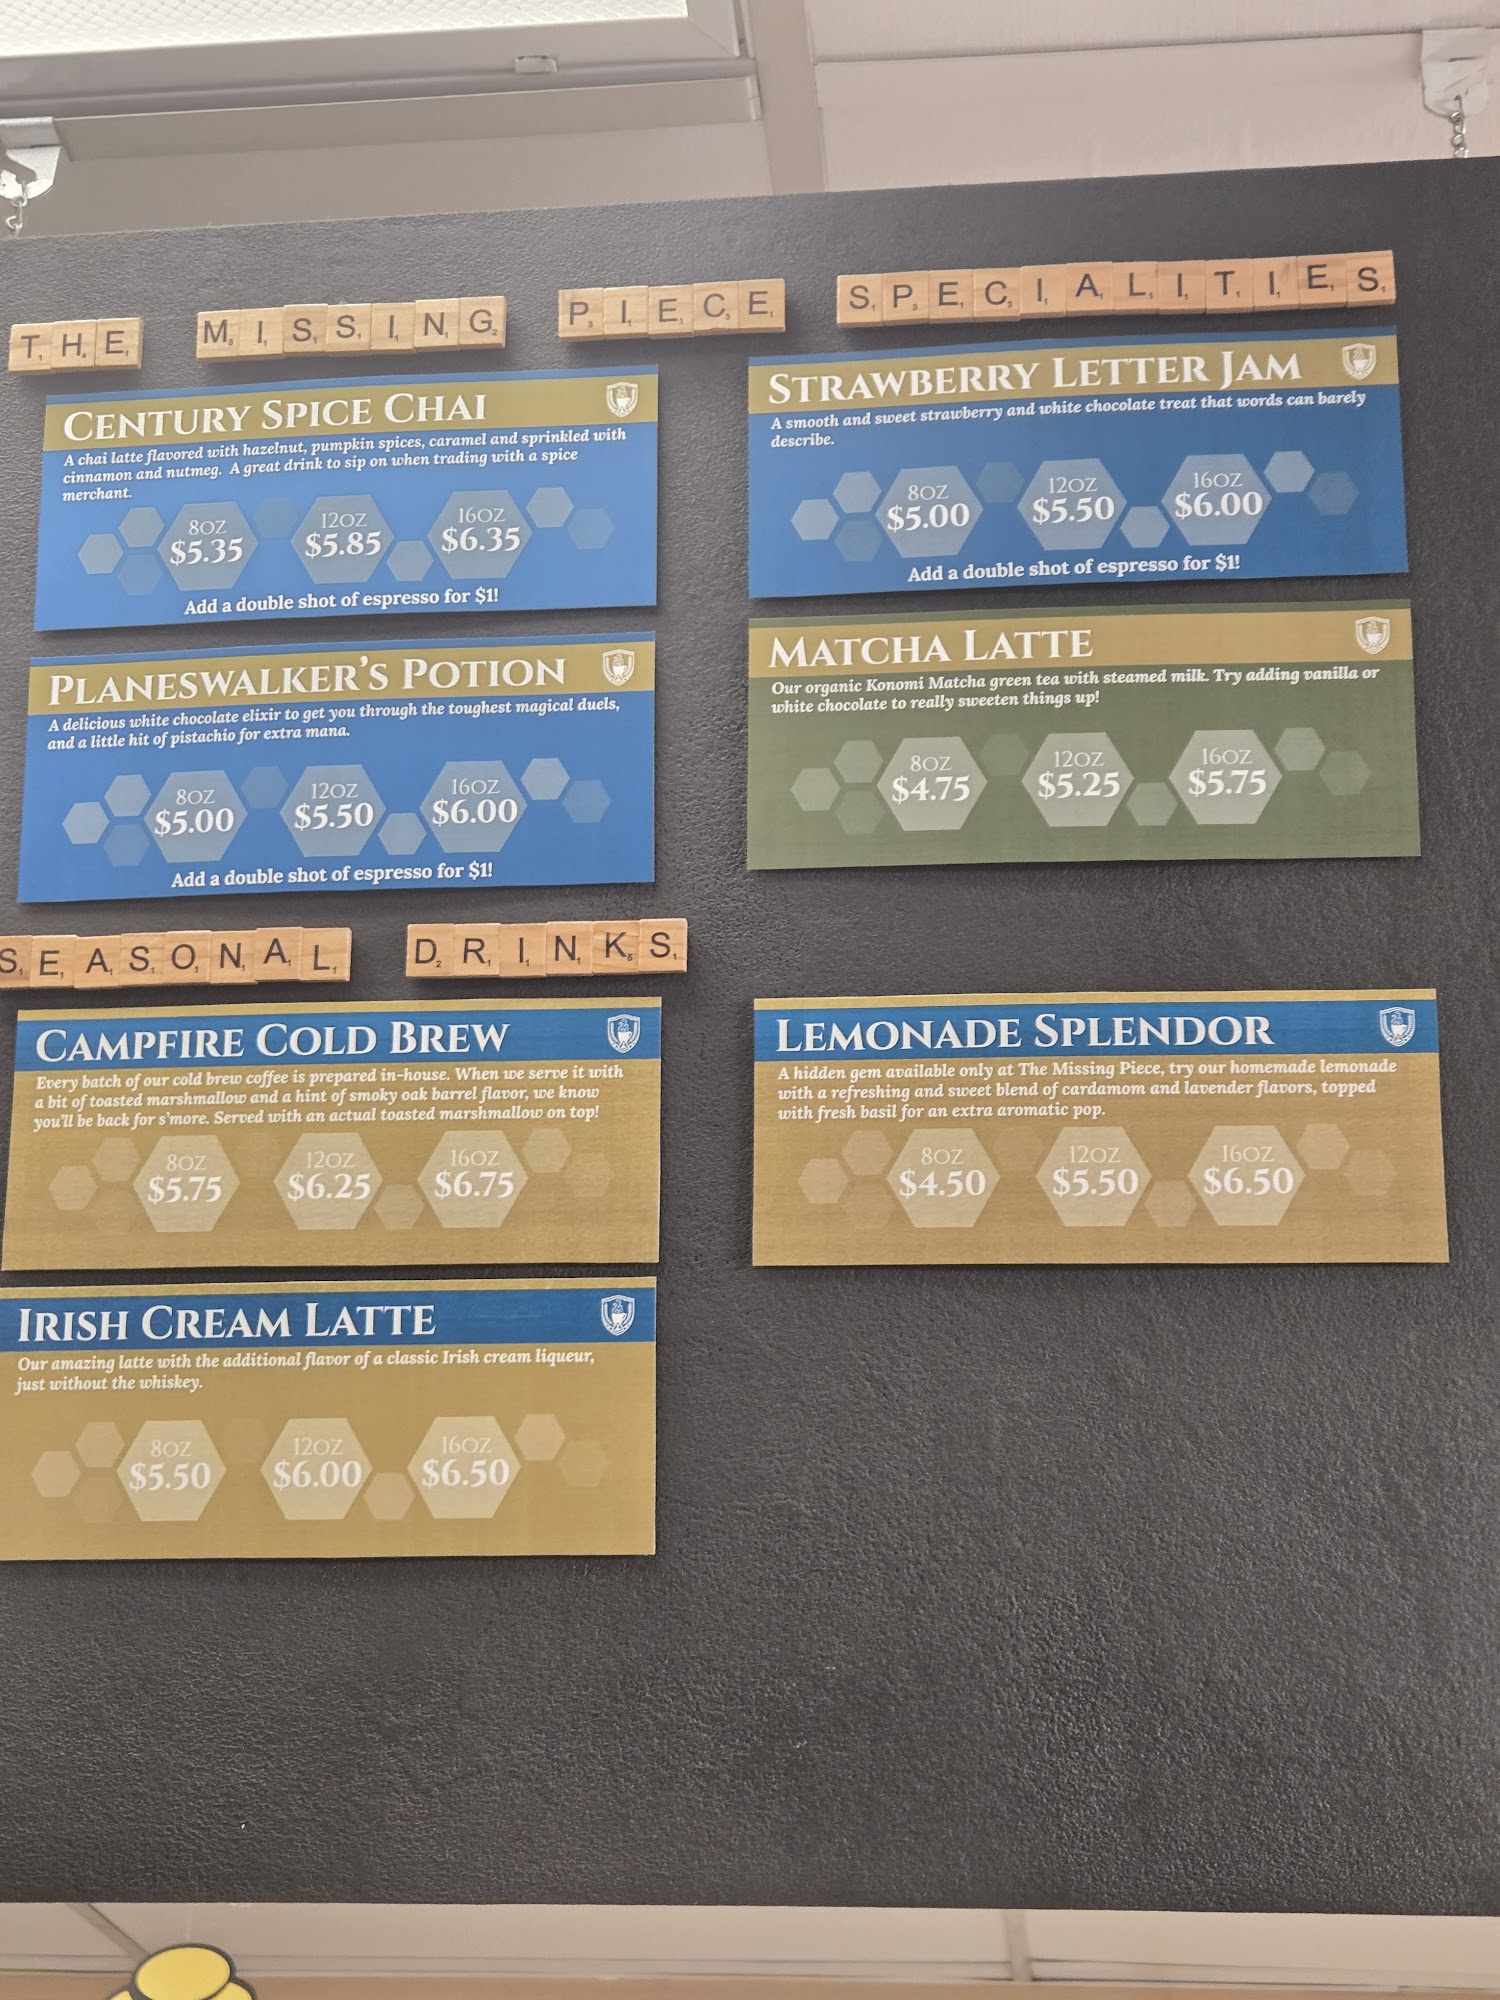 THE MISSING PIECE SPECIALITIES
CENTURY SPICE CHAI
A chai latte flavored with hazelnut, pumpkin spices, caramel and sprinkled with
cinnamon and nutmeg. A great drink to sip on when trading with a spice
merchant.
8OZ 12OZ 16OZ
$5.35 $5.85 $6.35
Add a double shot of espresso for $1!
STRAWBERRY LETTER JAM
A smooth and sweet strawberry and white chocolate treat that words can barely
describe.
8OZ 12OZ 16OZ
$5.00 $5.50 $6.00
Add a double shot of espresso for $1!
PLANESWALKER'S POTION
A delicious white chocolate elixir to get you through the toughest magical duels,
and a little hit of pistachio for extra mana.
8OZ 12OZ 16OZ
$5.00 $5.50 $6.00
Add a double shot of espresso for $1!
MATCHA LATTE
Our organic Konomi Matcha green tea with steamed milk. Try adding vanilla or
white chocolate to really sweeten things up!
8OZ 12OZ 16OZ
$4.75 $5.25 $5.75
SEASONAL DRINKS
CAMPFIRE COLD BREW
Every batch of our cold brew coffee is prepared in-house. When we serve it with
a bit of toasted marshmallow and a hint of smoky oak barrel flavor, we know
you'll be back for s'more. Served with an actual toasted marshmallow on top!
8OZ 12OZ 16OZ
$5.75 $6.25 $6.75
LEMONADE SPLENDOR
A hidden gem available only at The Missing Piece, try our homemade lemonade
with a refreshing and sweet blend of cardamom and lavender flavors, topped
with fresh basil for an extra aromatic pop.
8OZ 12OZ 16OZ
$4.50 $5.50 $6.50
IRISH CREAM LATTE
Our amazing latte with the additional flavor of a classic Irish cream liqueur,
just without the whiskey.
8OZ 12OZ 16OZ
$5.50 $6.00 $6.50